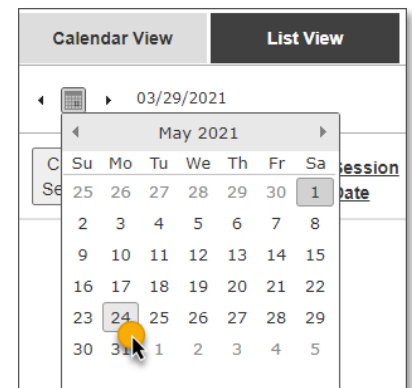 Calendar View List View
03/29/2021
May 2021
Su Mo Tu We Th Fr Sa
25 26 27 28 29 30 1
2 3 4 5 6 7 8
9 10 11 12 13 14 15
16 17 18 19 20 21 22
23 24 25 26 27 28 29
30 31 1 2 3 4 5